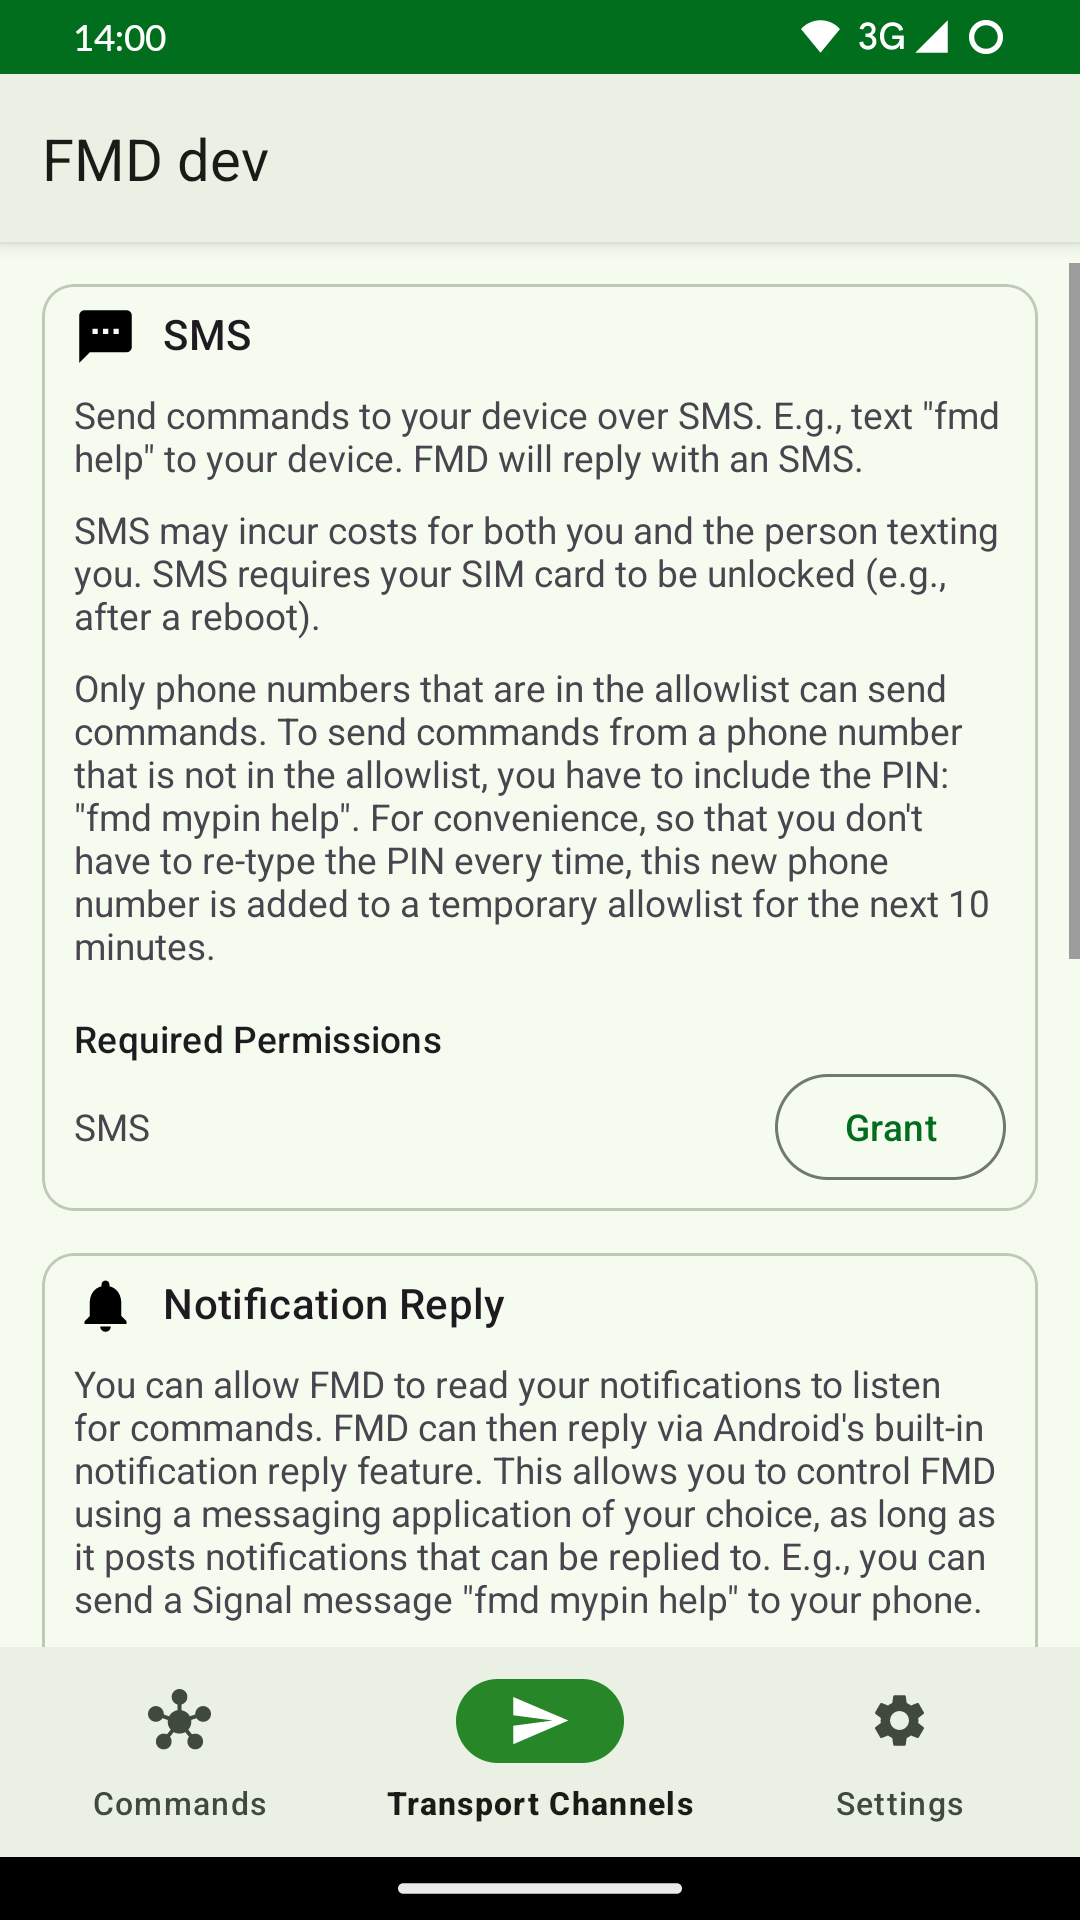 14:00
3G
FMD dev
SMS
Send commands to your device over SMS. E.g., text "fmd
help" to your device. FMD will reply with an SMS.
SMS may incur costs for both you and the person texting
you. SMS requires your SIM card to be unlocked (e.g.,
after a reboot).
Only phone numbers that are in the allowlist can send
commands. To send commands from a phone number
that is not in the allowlist, you have to include the PIN:
"fmd mypin help". For convenience, so that you don't
have to re-type the PIN every time, this new phone
number is added to a temporary allowlist for the next 10
minutes.
Required Permissions
SMS
Grant
Notification Reply
You can allow FMD to read your notifications to listen
for commands. FMD can then reply via Android's built-in
notification reply feature. This allows you to control FMD
using a messaging application of your choice, as long as
it posts notifications that can be replied to. E.g., you can
send a Signal message "fmd mypin help" to your phone.
Commands
Transport Channels
Settings